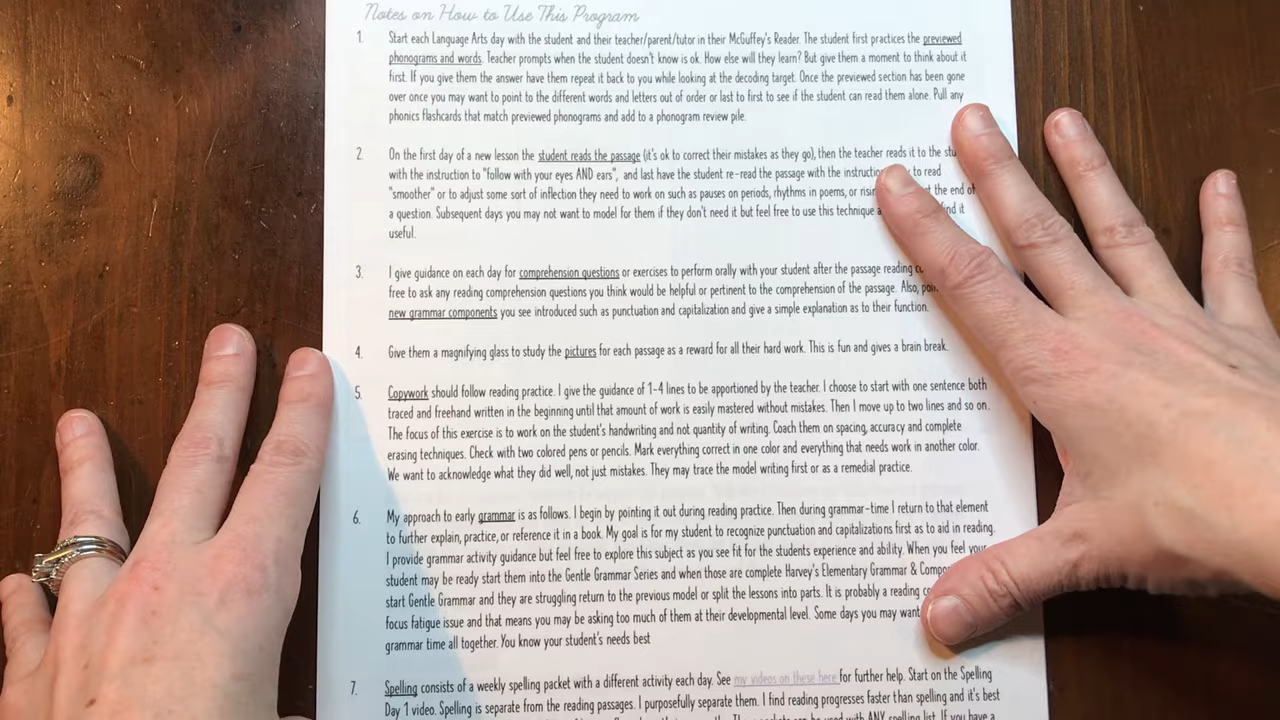 Notes on How to Use This Program
1. Start each Language Arts day with the student and their teacher/parent/tutor in their McGuffey's Reader. The student first practices the previewed
phonograms and words. Teacher prompts when the student doesn't know is ok. How else will they learn? But give them a moment to think about it
first. If you give them the answer have them repeat it back to you while looking at the decoding target. Once the previewed section has been gone
over once you may want to point to the different words and letters out of order or last to first to see if the student can read them alone. Pull any
phonics flashcards that match previewed phonograms and add to a phonogram review pile.
2. On the first day of a new lesson the student reads the passage (it's ok to correct their mistakes as they go), then the teacher reads it to the
with the instruction to "follow with your eyes AND ears", and last have the student re-read the passage with the to read
"smoother" or to adjust some sort of inflection they need to work on such as pauses on periods, rhythms in poems, or the end of
a question. Subsequent days you may not want to model for them if they don't need it but feel free to use this technique find it
useful.
3. I give guidance on each day for comprehension questions or exercises to perform orally with your student after the passage reading
free to ask any reading comprehension questions you think would be helpful or pertinent to the comprehension of the passage. Also,
new grammar components you see introduced such as punctuation and capitalization and give a simple explanation as to their function.
4. Give them a magnifying glass to study the pictures for each passage as a reward for all their hard work. This is fun and gives a brain break.
5. Copywork should follow reading practice. I give the guidance of 1-4 lines to be apportioned by the teacher. I choose to start with one sentence both
traced and freehand written in the beginning until that amount of work is easily mastered without mistakes. Then I move up to two lines and so on.
The focus of this exercise is to work on the student's handwriting and not quantity of writing. Coach them on spacing, accuracy and complete
erasing techniques. Check with two colored pens or pencils. Mark everything correct in one color and everything that needs work in another color.
We want to acknowledge what they did well, not just mistakes. They may trace the model writing first or as a remedial practice.
6. My approach to early grammar is as follows. I begin by pointing it out during reading practice. Then during grammar-time I return to that element
to further explain, practice, or reference it in a book. My goal is for my student to recognize punctuation and capitalizations first as to aid in reading.
I provide grammar activity guidance but feel free to explore this subject as you see fit for the students experience and ability. When you feel your
student may be ready start them into the Gentle Grammar Series and when those are complete Harvey's Elementary Grammar &
start Gentle Grammar and they are struggling return to the previous model or split the lessons into parts. It is probably a reading
focus fatigue issue and that means you may be asking too much of them at their developmental level. Some days you may want
grammar time all together. You know your student's needs best
7. Spelling consists of a weekly spelling packet with a different activity each day. See my videos on these here for further help. Start on the Spelling
Day 1 video. Spelling is separate from the reading passages. I purposefully separate them. I find reading progresses faster than spelling and it's best
with ANY spelling list. If you have a